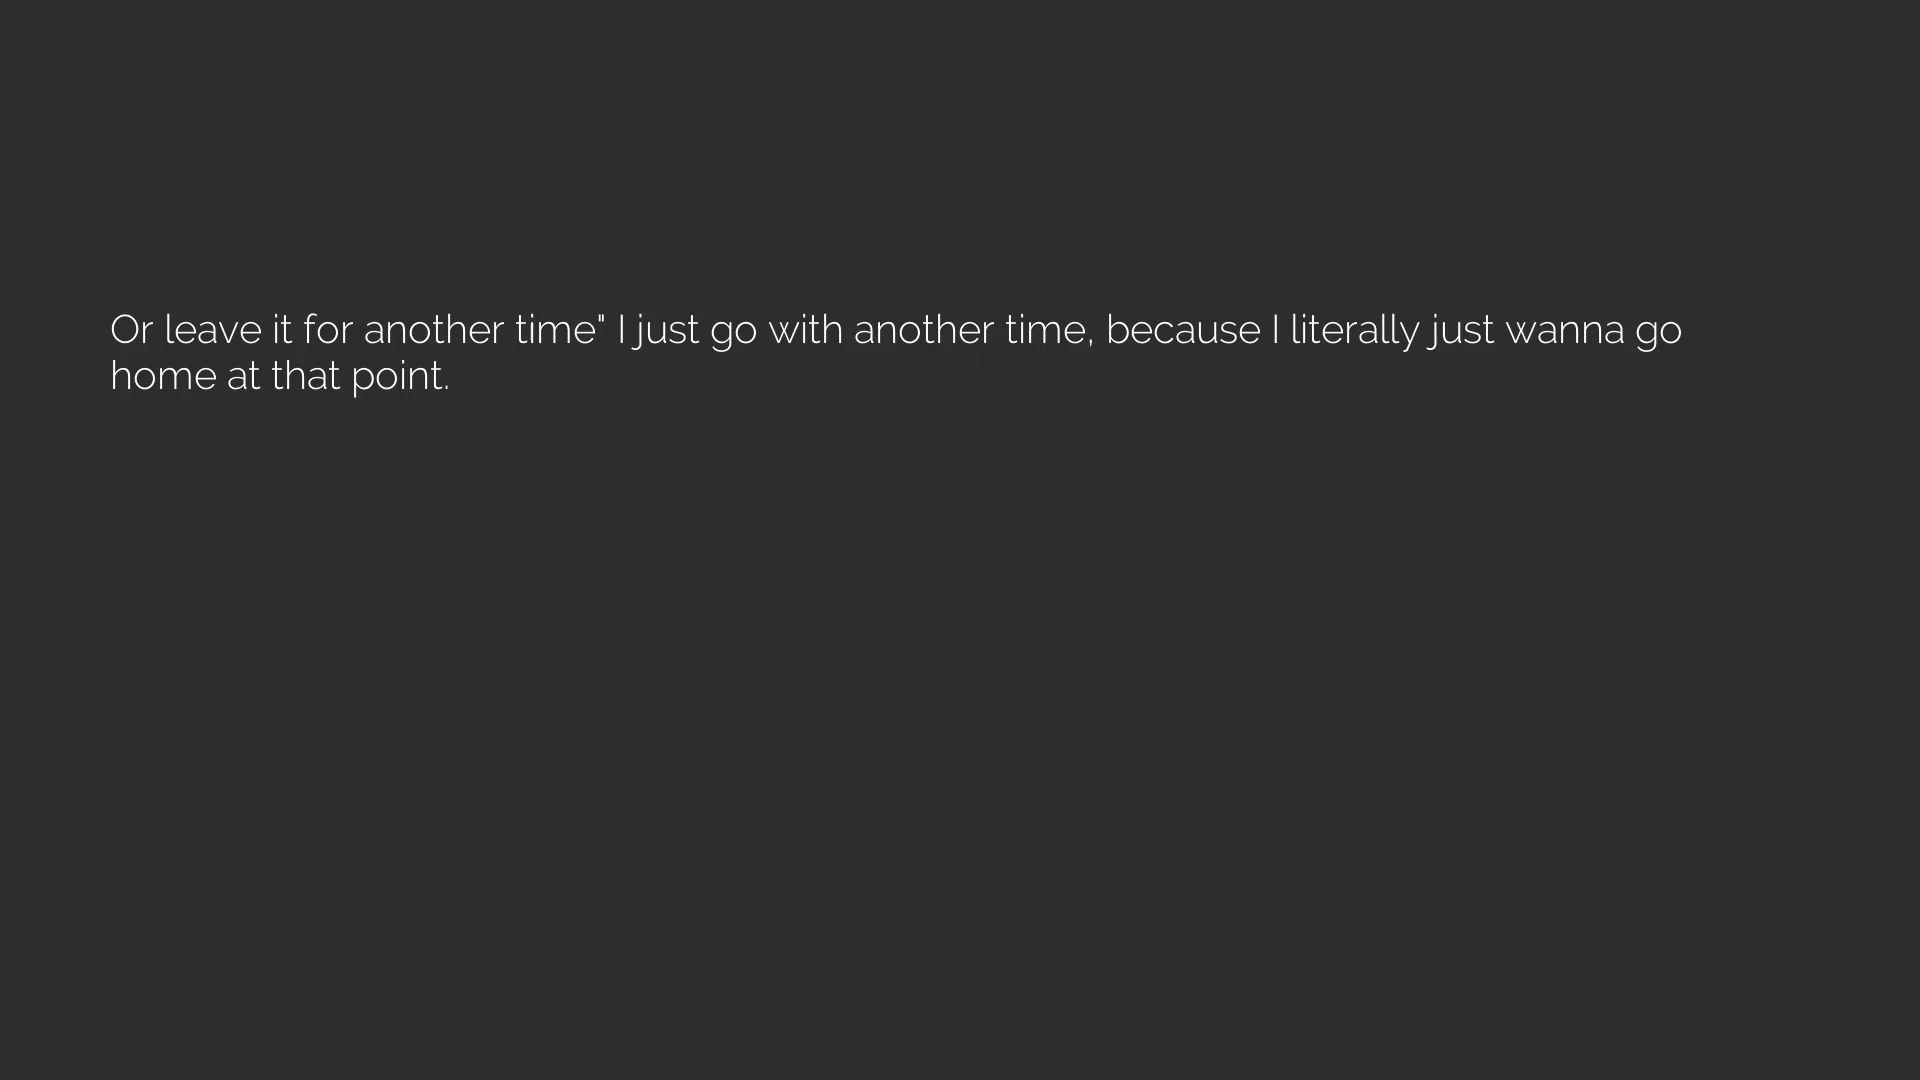 Or leave it for another time" I just go with another time, because I literally just wanna go
home at that point.